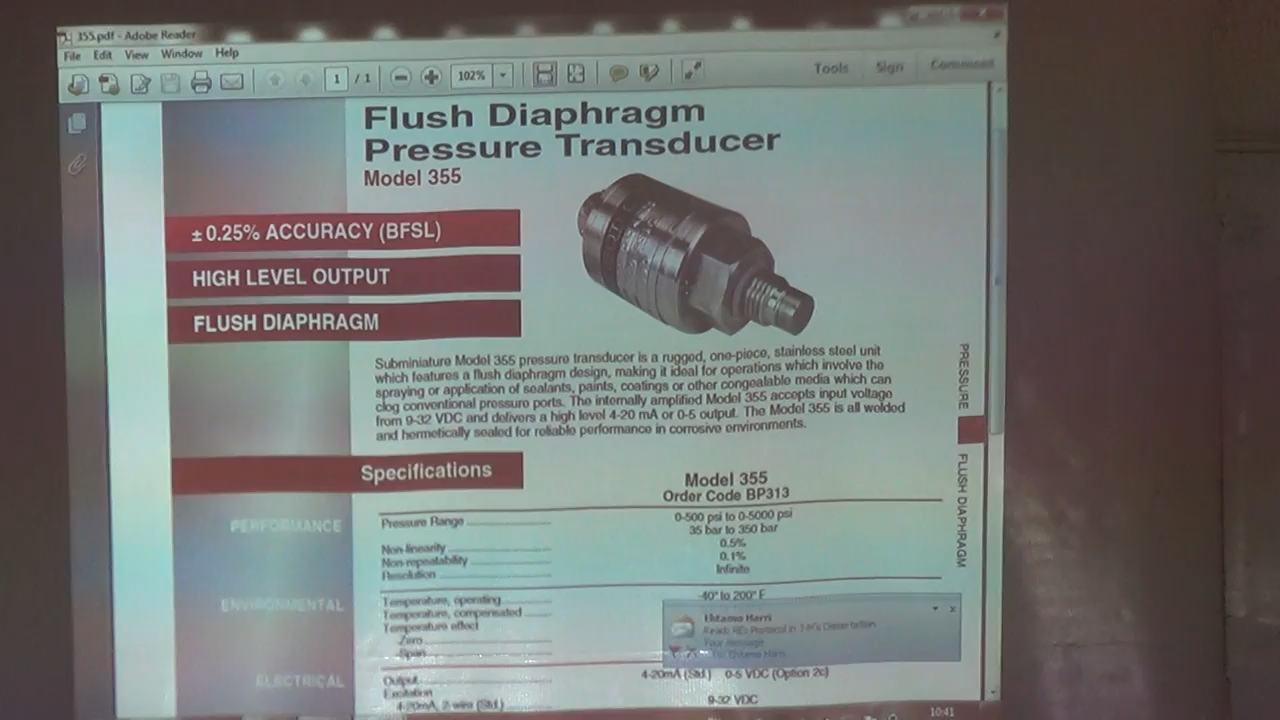 355.pdf - Adobe Reader
File Edit View Window Help
1 / 1 102% Tools Sign Comment
Flush Diaphragm
Pressure Transducer
Model 355
± 0.25% ACCURACY (BFSL)
HIGH LEVEL OUTPUT
FLUSH DIAPHRAGM
Subminiature Model 355 pressure transducer is a rugged, one-piece, stainless steel unit
which features a flush diaphragm design, making it ideal for operations which involve the
spraying or application of sealants, paints, coatings or other congealable media which can
clog conventional pressure ports. The internally amplified Model 355 accepts input voltage
from 9-32 VDC and delivers a high level 4-20 mA or 0-5 output. The Model 355 is all welded
and hermetically sealed for reliable performance in corrosive environments.
PRESSURE
FLUSH DIAPHRAGM
Specifications
Model 355
Order Code BP313
PERFORMANCE
Pressure Range 0-500 psi to 0-5000 psi
35 bar to 350 bar
Non-linearity 0.5%
Non-repeatability 0.1%
Resolution Infinite
ENVIRONMENTAL
Temperature, operating -40° to 200° F
Temperature, compensated
Temperature effect
Zero
Span
Read: REs Protocol in Dissertation
Your message
To:
ELECTRICAL
Output 4-20mA (Std.) 0-5 VDC (Option 2c)
Excitation
4-20mA, 2-wire (Std.) 9-32 VDC
10:41